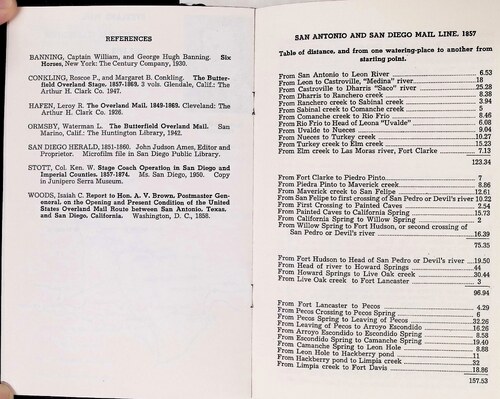 REFERENCES
BANNING, Captain William, and George Hugh Banning. Six
Horses, New York: The Century Company, 1930.
CONKLING, Roscoe P., and Margaret B. Conkling. The Butter-
field Overland Stage. 1857-1869. 3 vols. Glendale, Calif.: The
Arthur H. Clark Co. 1947.
HAFEN, Leroy R. The Overland Mail, 1849-1869. Cleveland: The
Arthur H. Clark Co. 1926.
ORMSBY, Waterman L. The Butterfield Overland Mail. San
Marino, Calif.: The Huntington Library, 1942.
SAN DIEGO HERALD, 1851-1860. John Judson Ames, Editor and
Proprietor. Microfilm file in San Diego Public Library.
STOTT, Col. Ken W. Stage Coach Operation in San Diego and
Imperial Counties. 1857-1874. Ms. San Diego, 1950. Copy
in Junipero Serra Museum.
WOODS, Isaiah C. Report to Hon. A. V. Brown, Postmaster Gen-
eral, on the Opening and Present Condition of the United
States Overland Mail Route between San Antonio, Texas,
and San Diego, California. Washington, D. C., 1858.
SAN ANTONIO AND SAN DIEGO MAIL LINE, 1857
Table of distance, and from one watering-place to another from
starting point.
From San Antonio to Leon River 6.53
From Leon to Castroville, "Medina" river 18
From Castroville to Dharris "Saco" river 25.28
From Dharris to Ranchero creek 8.38
From Ranchero creek to Sabinal creek 3.94
From Sabinal creek to Comanche creek 5
From Comanche creek to Rio Frio 8.46
From Rio Frio to Head of Leona "Uvalde" 6.08
From Uvalde to Nueces 9.04
From Nueces to Turkey creek 10.27
From Turkey creek to Elm creek 15.23
From Elm creek to Las Moras river, Fort Clarke 7.13
123.34
From Fort Clarke to Piedra Pinto 7
From Piedra Pinto to Maverick creek 8.86
From Maverick creek to San Felipe 12.61
From San Felipe to first crossing of San Pedro or Devil's river 10.22
From First Crossing to Painted Caves 2.54
From Painted Caves to California Spring 15.73
From California Spring to Willow Spring 2
From Willow Spring to Fort Hudson, or second crossing of
San Pedro or Devil's river 16.39
75.35
From Fort Hudson to Head of San Pedro or Devil's river 19.50
From Head of river to Howard Springs 44
From Howard Springs to Live Oak creek 30.44
From Live Oak creek to Fort Lancaster 3
96.94
From Fort Lancaster to Pecos 4.29
From Pecos Crossing to Pecos Spring 6
From Pecos Spring to Leaving of Pecos 32.26
From Leaving of Pecos to Arroyo Escondido 16.26
From Arroyo Escondido to Escondido Spring 8.58
From Escondido Spring to Camanche Spring 19.40
From Camanche Spring to Leon Hole 8.88
From Leon Hole to Hackberry pond 11
From Hackberry pond to Limpia creek 32
From Limpia creek to Fort Davis 18.86
157.53